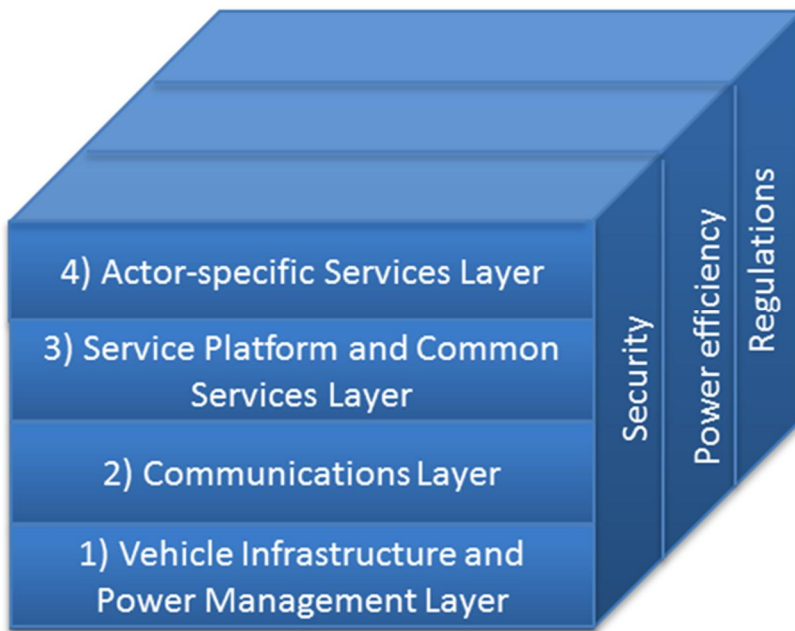 4) Actor-specific Services Layer
3) Service Platform and Common
Services Layer
2) Communications Layer
1) Vehicle Infrastructure and
Power Management Layer
Security
Power efficiency
Regulations